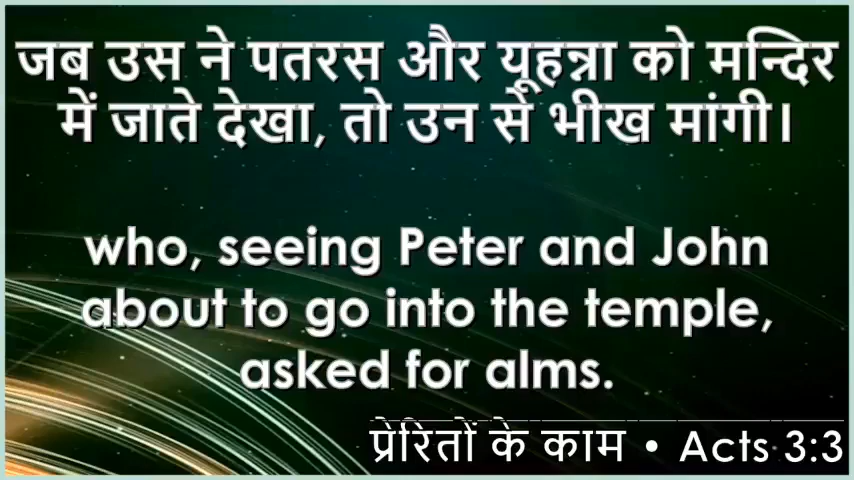 जब उस ने पतरस और यूहन्ना को मन्दिर
में जाते देखा, तो उन से भीख मांगी।
who, seeing Peter and John
about to go into the temple,
asked for alms.
प्रेरितों के काम • Acts 3:3